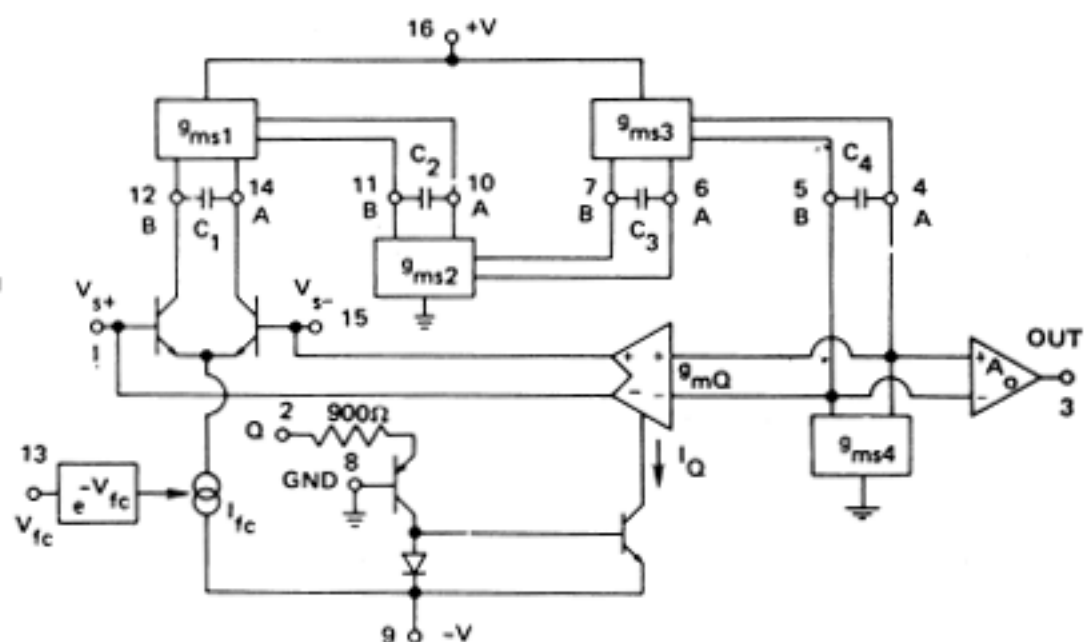 16 +V
gms1
gms3
12 14
B C1 A
C2
11 10
B A
7 6
B C3 A
C4
5 4
B A
gms2
Vs+
1
Vs- 15
+ +
- -
gmQ
+ Ao
-
OUT
3
gms4
IQ
2 900Ω
Q
8
GND
13
e-Vfc
Vfc
Ifc
9 -V